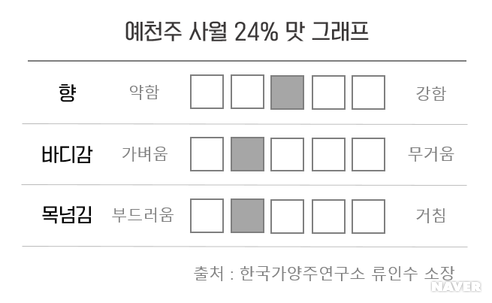 예천주 사월 24% 맛 그래프
향 약함 강함
바디감 가벼움 무거움
목넘김 부드러움 거침
출처 : 한국가양주연구소 류인수 소장
NAVER